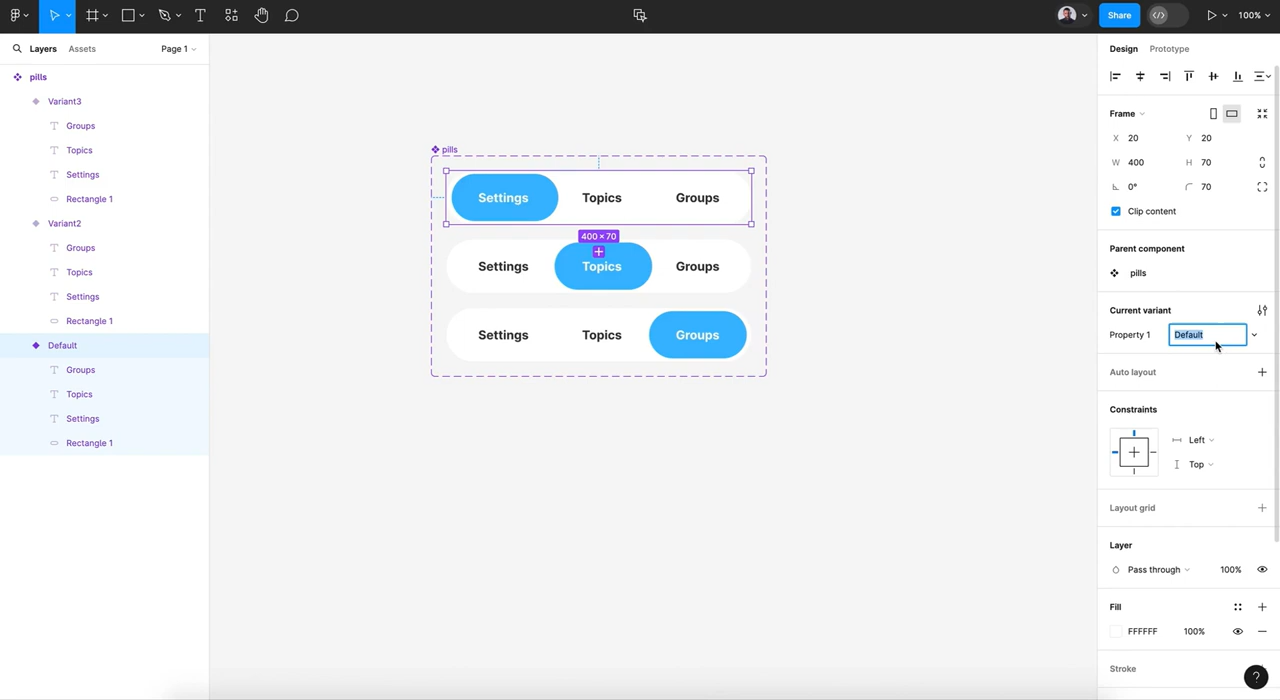 Share
100%
Layers
Assets
Page 1
pills
Variant3
Groups
Topics
Settings
Rectangle 1
Variant2
Groups
Topics
Settings
Rectangle 1
Default
Groups
Topics
Settings
Rectangle 1
pills
Settings
Topics
Groups
400 × 70
Settings
Topics
Groups
Settings
Topics
Groups
Design
Prototype
Frame
X 20
Y 20
W 400
H 70
0°
70
Clip content
Parent component
pills
Current variant
Property 1
Default
Auto layout
Constraints
Left
Top
Layout grid
Layer
Pass through
100%
Fill
FFFFFF
100%
Stroke
?